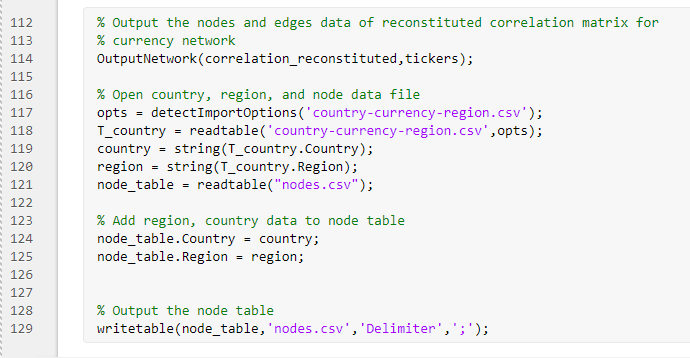 112 % Output the nodes and edges data of reconstituted correlation matrix for
113 % currency network
114 OutputNetwork(correlation_reconstituted,tickers);
115
116 % Open country, region, and node data file
117 opts = detectImportOptions('country-currency-region.csv');
118 T_country = readtable('country-currency-region.csv',opts);
119 country = string(T_country.Country);
120 region = string(T_country.Region);
121 node_table = readtable("nodes.csv");
122
123 % Add region, country data to node table
124 node_table.Country = country;
125 node_table.Region = region;
126
127
128 % Output the node table
129 writetable(node_table,'nodes.csv','Delimiter',';');